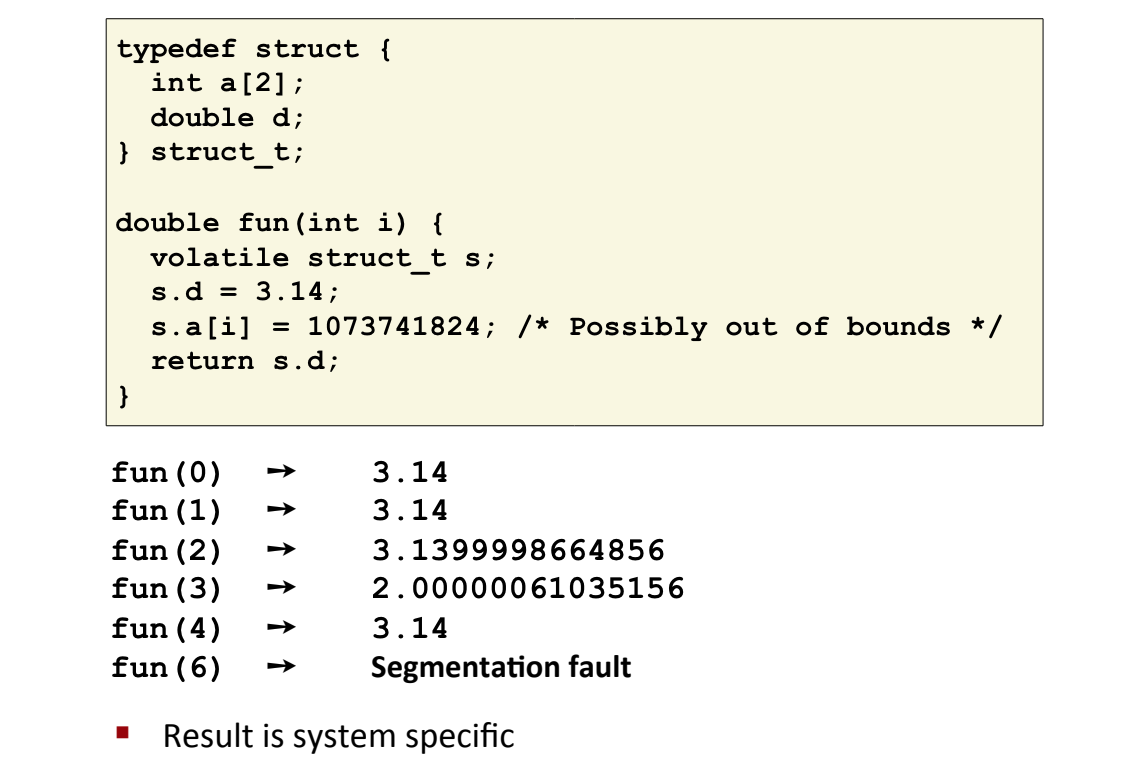 typedef struct {
  int a[2];
  double d;
} struct_t;
double fun(int i) {
  volatile struct_t s;
  s.d = 3.14;
  s.a[i] = 1073741824; /* Possibly out of bounds */
  return s.d;
}
fun(0) → 3.14
fun(1) → 3.14
fun(2) → 3.1399998664856
fun(3) → 2.00000061035156
fun(4) → 3.14
fun(6) → Segmentation fault
▪ Result is system specific